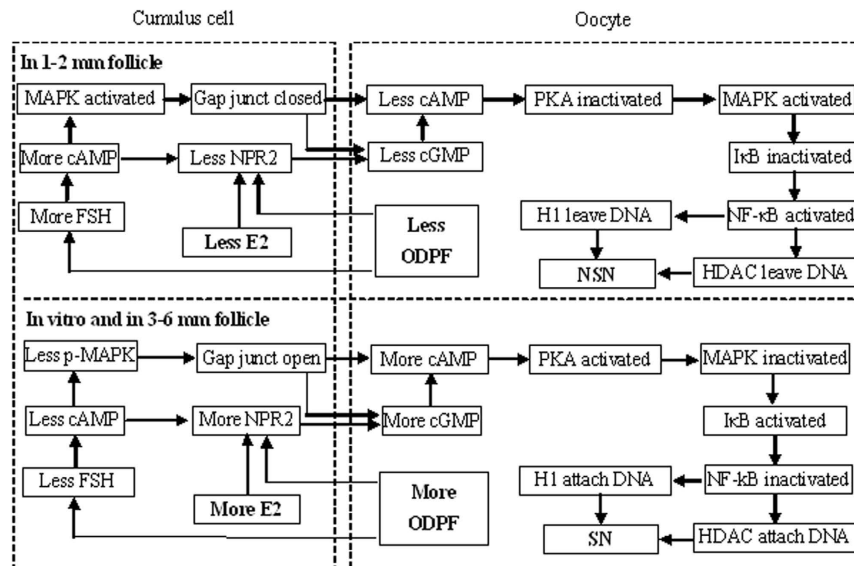 Cumulus cell
Oocyte
In 1-2 mm follicle
MAPK activated
Gap junct closed
Less cAMP
PKA inactivated
MAPK activated
More cAMP
Less NPR2
Less cGMP
IκB inactivated
More FSH
Less E2
Less
ODPF
H1 leave DNA
NF-κB activated
NSN
HDAC leave DNA
In vitro and in 3-6 mm follicle
Less p-MAPK
Gap junct open
More cAMP
PKA activated
MAPK inactivated
Less cAMP
More NPR2
More cGMP
IκB activated
Less FSH
More E2
More
ODPF
H1 attach DNA
NF-kB inactivated
SN
HDAC attach DNA